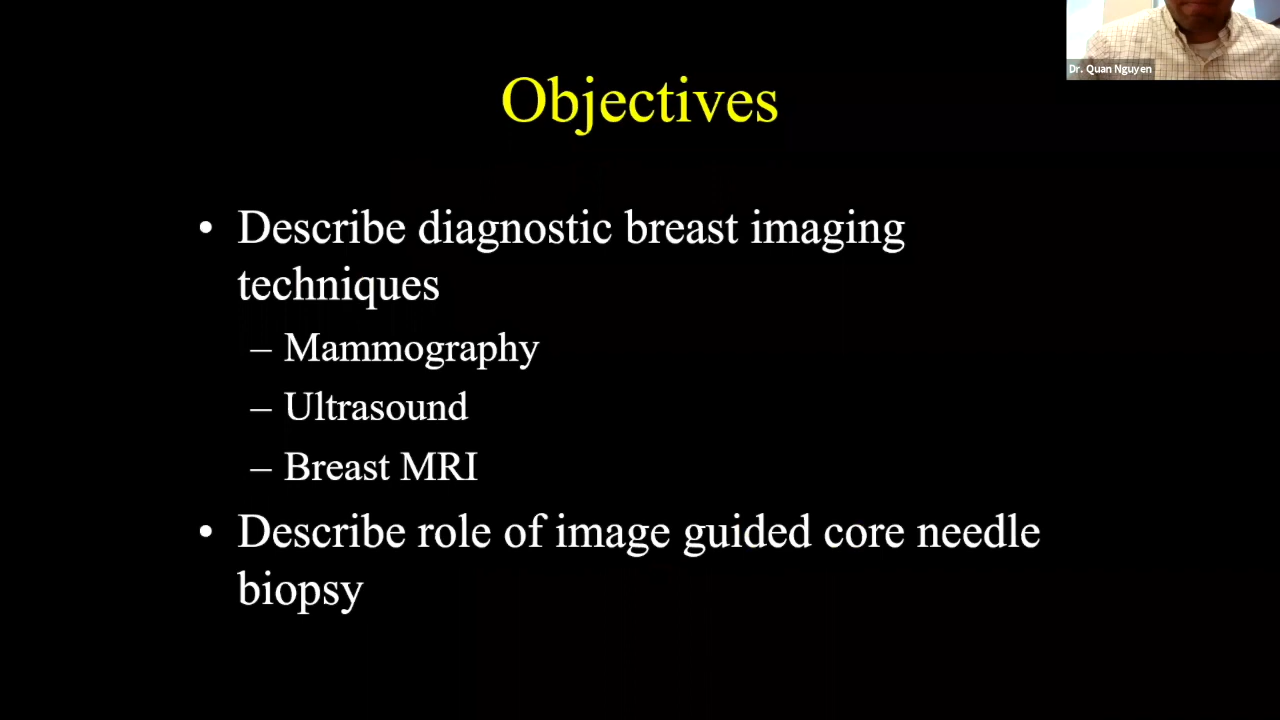 Dr. Quan Nguyen
Objectives
• Describe diagnostic breast imaging
techniques
– Mammography
– Ultrasound
– Breast MRI
• Describe role of image guided core needle
biopsy